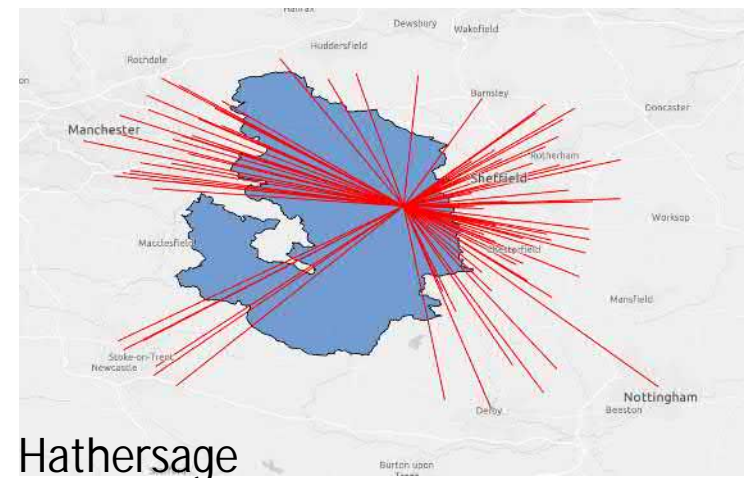 Halifax
Dewsbury
Wakefield
Huddersfield
Rochdale
Barnsley
Doncaster
Manchester
Rotherham
Sheffield
Worksop
Macclesfield
Chesterfield
Mansfield
Stoke-on-Trent
Newcastle
Nottingham
Derby
Beeston
Hathersage
Burton upon
Trent